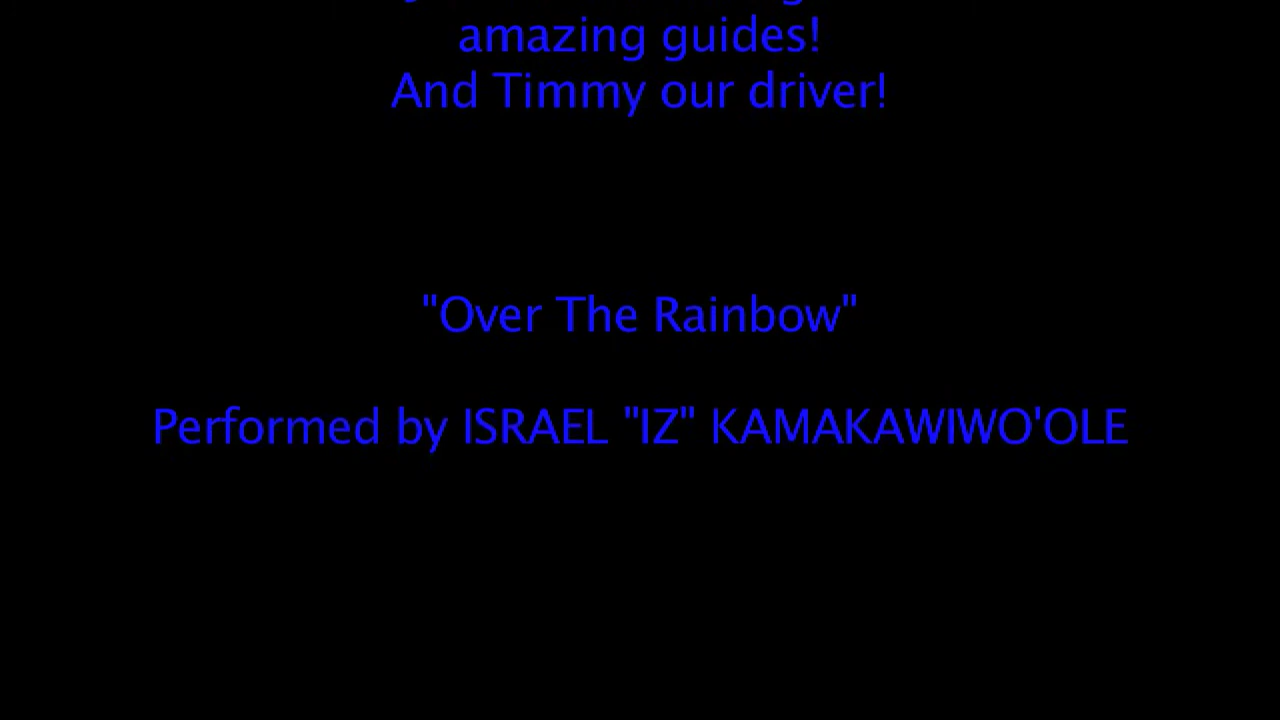 amazing guides!
And Timmy our driver!
"Over The Rainbow"
Performed by ISRAEL "IZ" KAMAKAWIWO'OLE